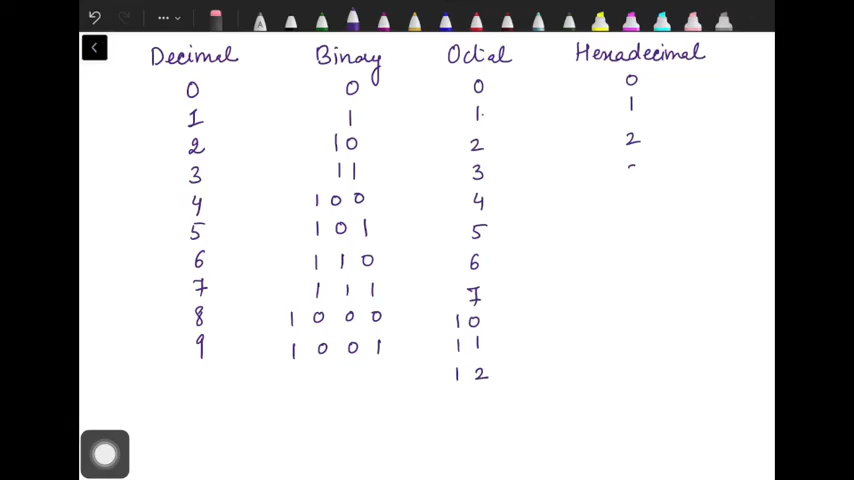 Decimal Binary Octal Hexadecimal
0 0 0 0
1 1 1 1
2 10 2 2
3 11 3
4 100 4
5 101 5
6 110 6
7 111 7
8 1000 10
9 1001 11
12